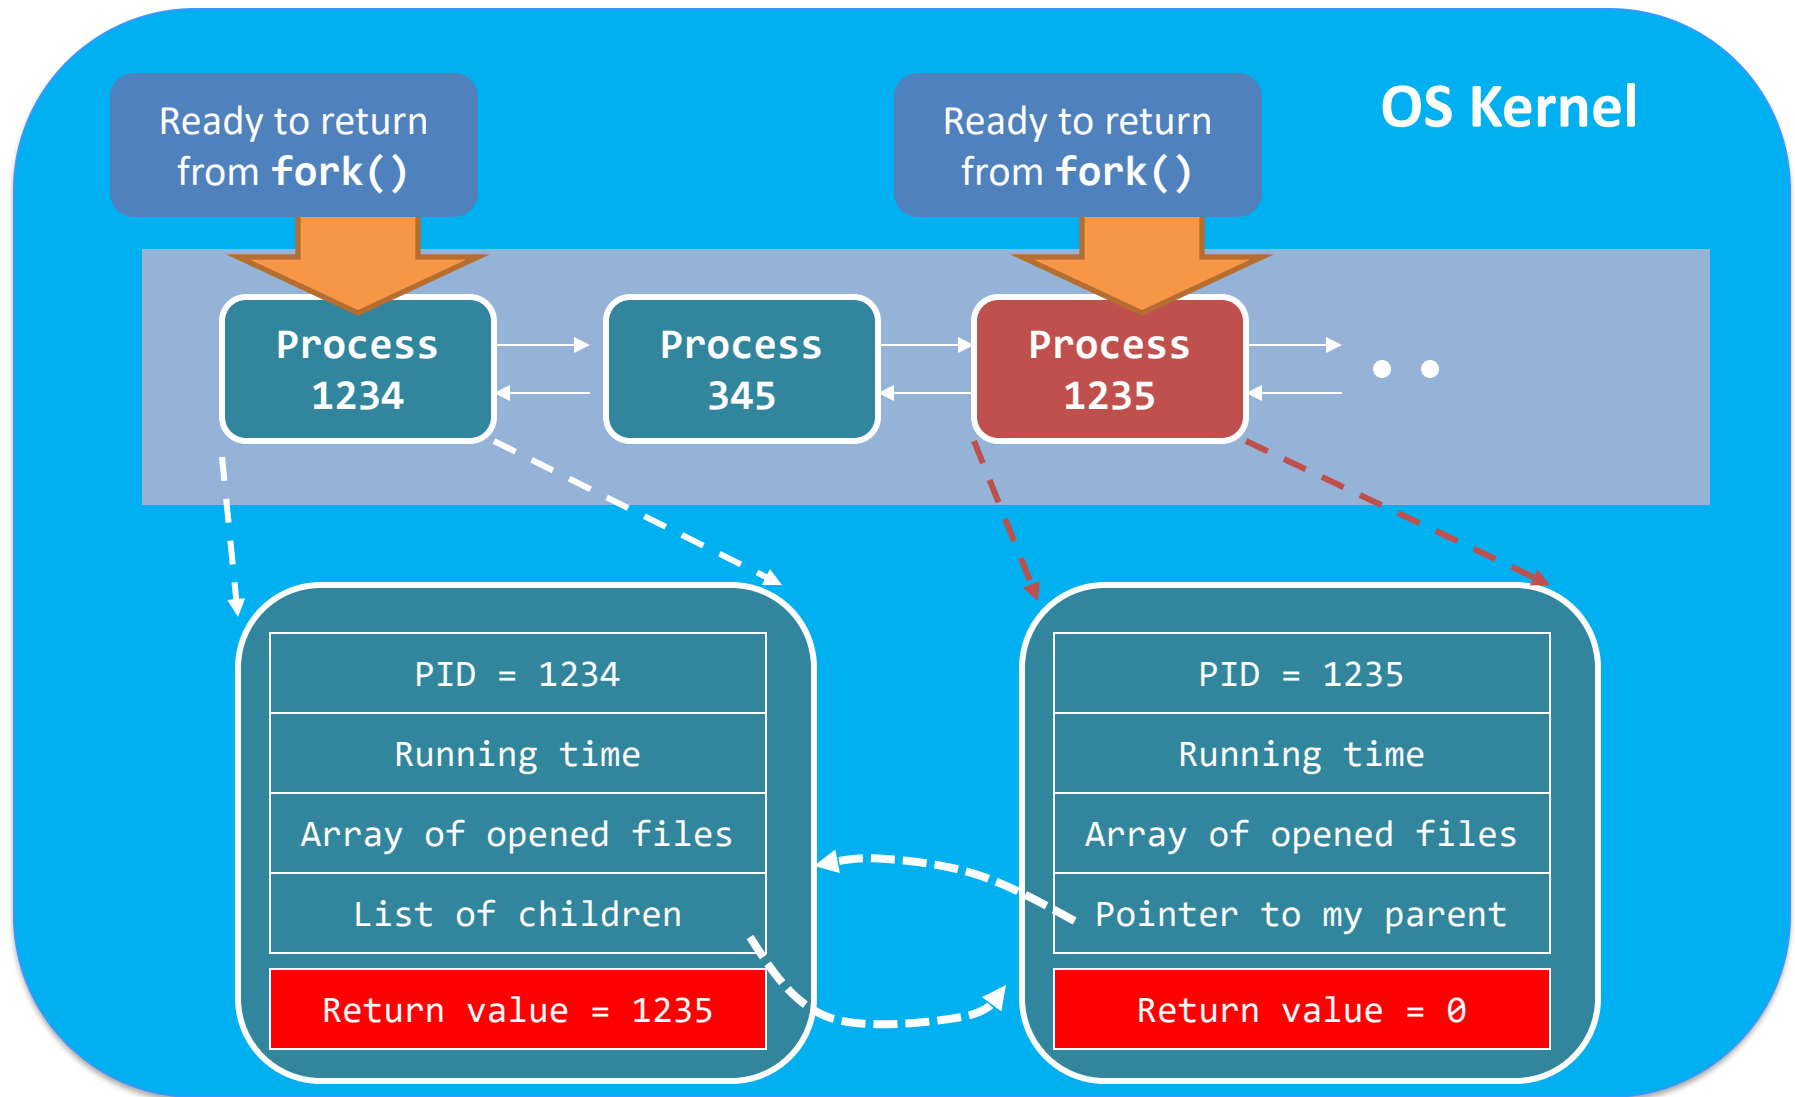 Ready to return
from fork()
Ready to return
from fork()
OS Kernel
Process
1234
Process
345
Process
1235
PID = 1234
Running time
Array of opened files
List of children
Return value = 1235
PID = 1235
Running time
Array of opened files
Pointer to my parent
Return value = 0